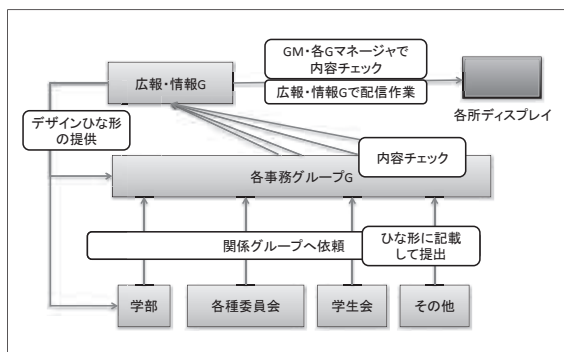 GM・各Gマネージャで
内容チェック
広報・情報G
広報・情報Gで配信作業
各所ディスプレイ
デザインひな形
の提供
内容チェック
各事務グループG
関係グループへ依頼
ひな形に記載
して提出
学部
各種委員会
学生会
その他